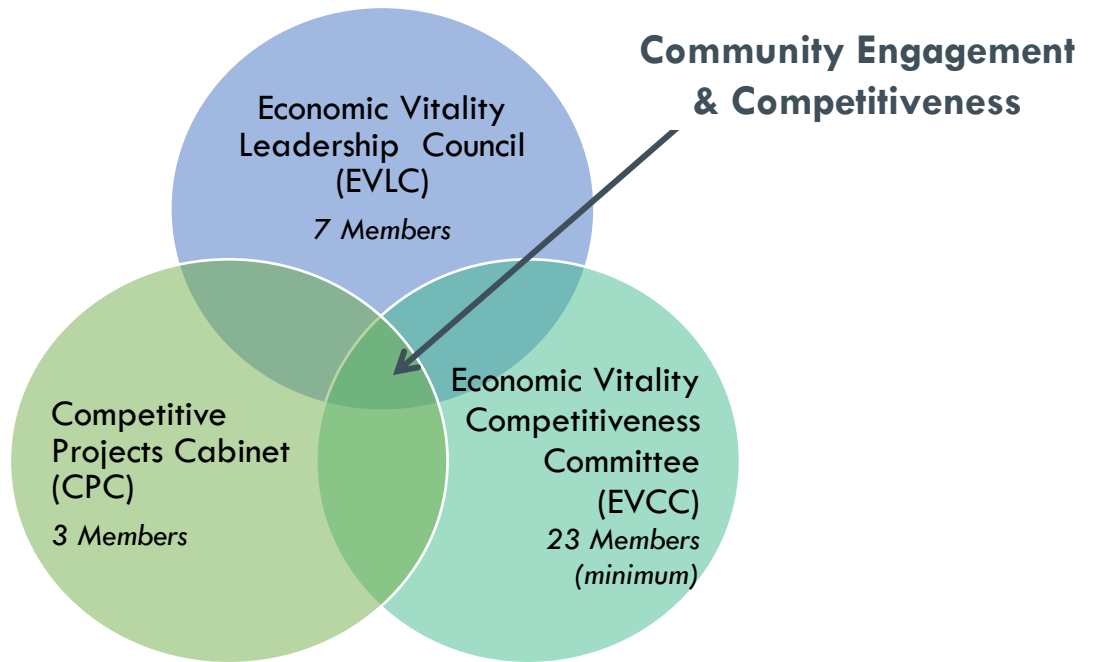 Community Engagement
& Competitiveness
Economic Vitality
Leadership Council
(EVLC)
7 Members
Competitive
Projects Cabinet
(CPC)
3 Members
Economic Vitality
Competitiveness
Committee
(EVCC)
23 Members
(minimum)